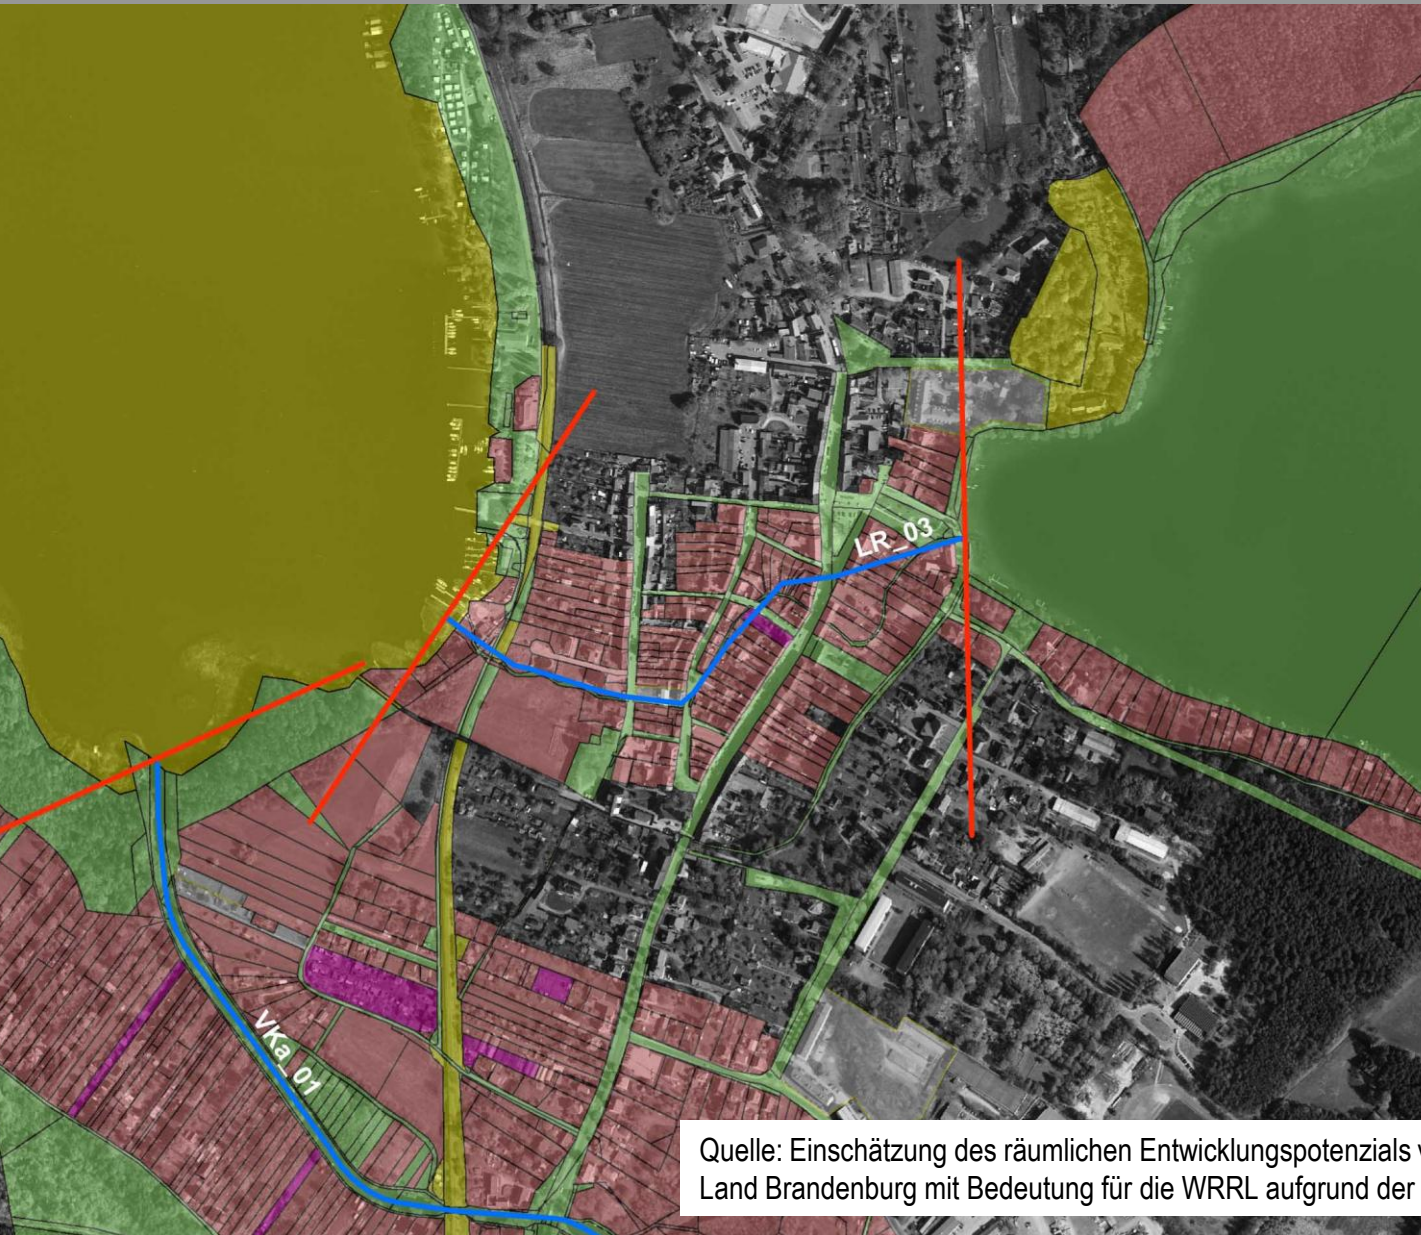 LR_03
VKa_01
Quelle: Einschätzung des räumlichen Entwicklungspotenzials
Land Brandenburg mit Bedeutung für die WRRL aufgrund der